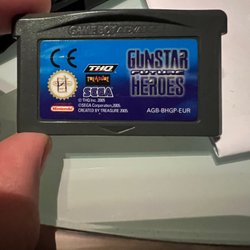 GAME BOY ADVANCE
CE
THQ
TREASURE
SEGA
GUNSTAR
FUTURE
HEROES
© THQ Inc. 2005
©SEGA Corporation,2005
CREATED BY TREASURE 2005
AGB-BHGP-EUR